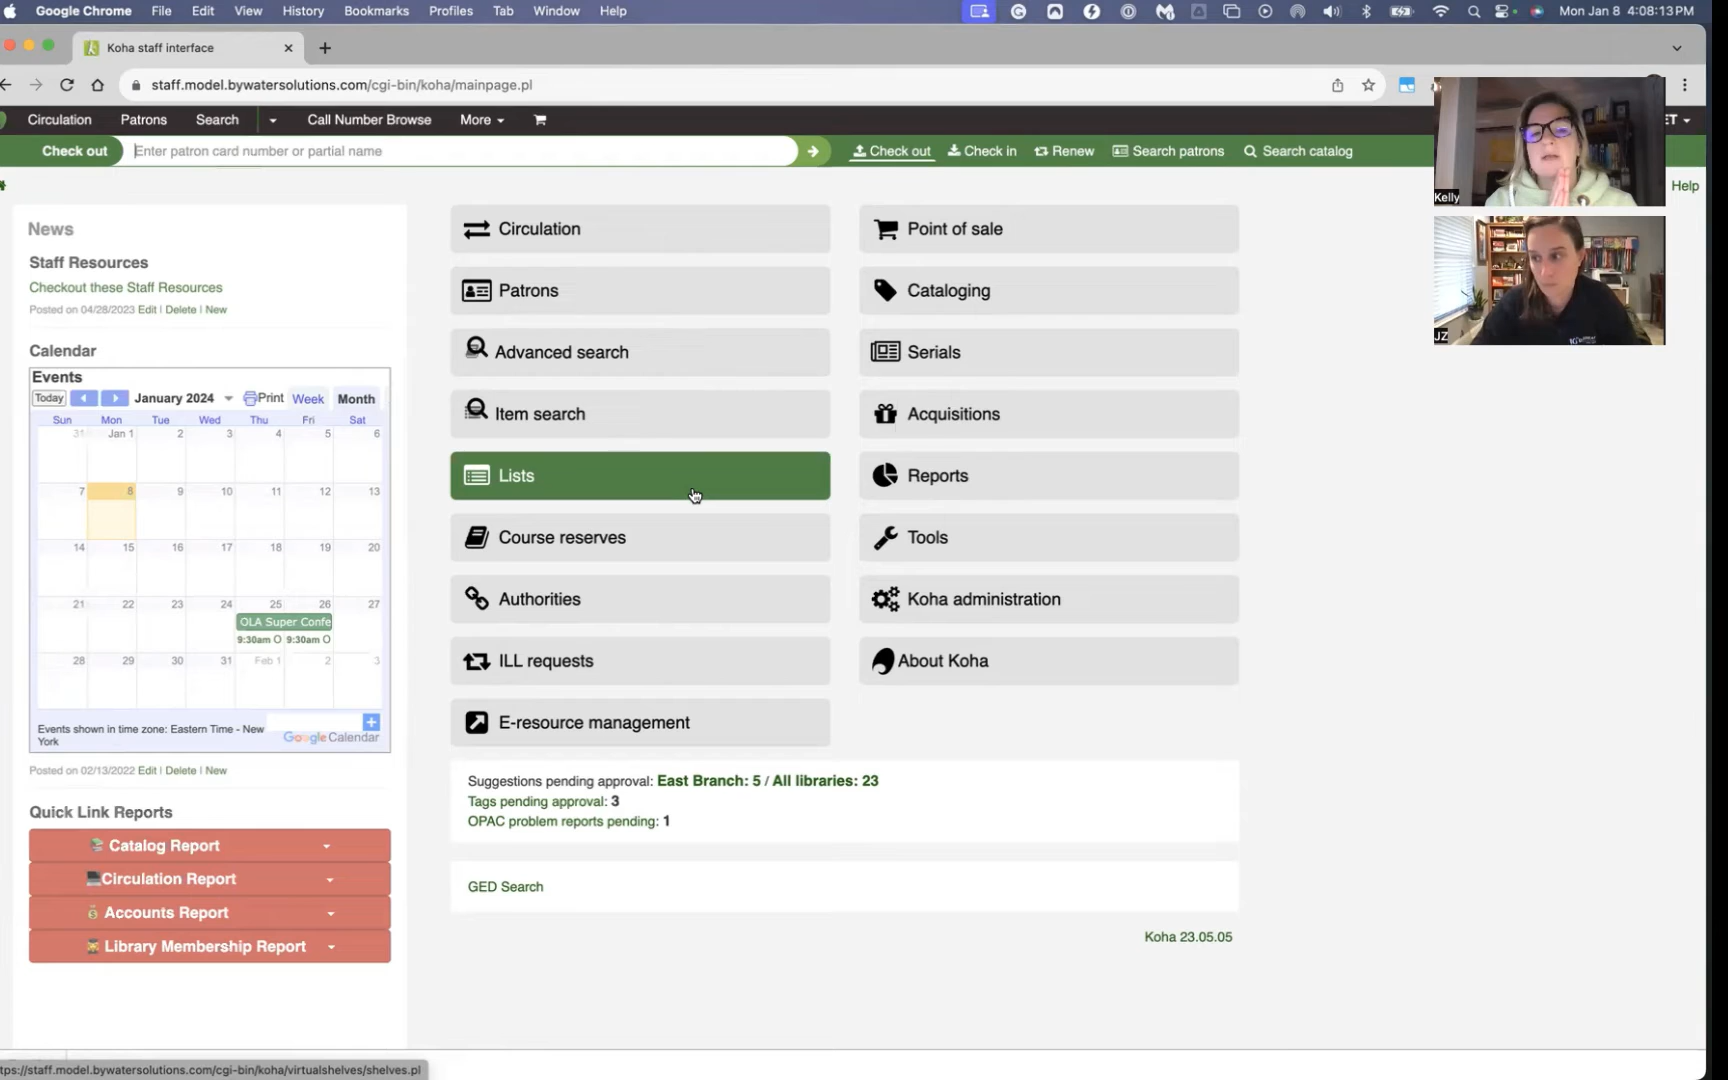 Google Chrome File Edit View History Bookmarks Profiles Tab Window Help Mon Jan 8 4:08:13 PM
Koha staff interface
staff.model.bywatersolutions.com/cgi-bin/koha/mainpage.pl
Circulation Patrons Search Call Number Browse More
Check out Enter patron card number or partial name Check out Check in Renew Search patrons Search catalog
Help
Kelly
JZ
News
Staff Resources
Checkout these Staff Resources
Posted on 04/28/2023 Edit | Delete | New
Calendar
Events
Today January 2024 Print Week Month
Sun Mon Tue Wed Thu Fri Sat
31 Jan 1 2 3 4 5 6
7 8 9 10 11 12 13
14 15 16 17 18 19 20
21 22 23 24 25 26 27
OLA Super Confe
9:30am O 9:30am O
28 29 30 31 Feb 1 2 3
Events shown in time zone: Eastern Time - New
York
Google Calendar
Posted on 02/13/2022 Edit | Delete | New
Quick Link Reports
Catalog Report
Circulation Report
Accounts Report
Library Membership Report
Circulation
Patrons
Advanced search
Item search
Lists
Course reserves
Authorities
ILL requests
E-resource management
Point of sale
Cataloging
Serials
Acquisitions
Reports
Tools
Koha administration
About Koha
Suggestions pending approval: East Branch: 5 / All libraries: 23
Tags pending approval: 3
OPAC problem reports pending: 1
GED Search
Koha 23.05.05
tps://staff.model.bywatersolutions.com/cgi-bin/koha/virtualshelves/shelves.pl